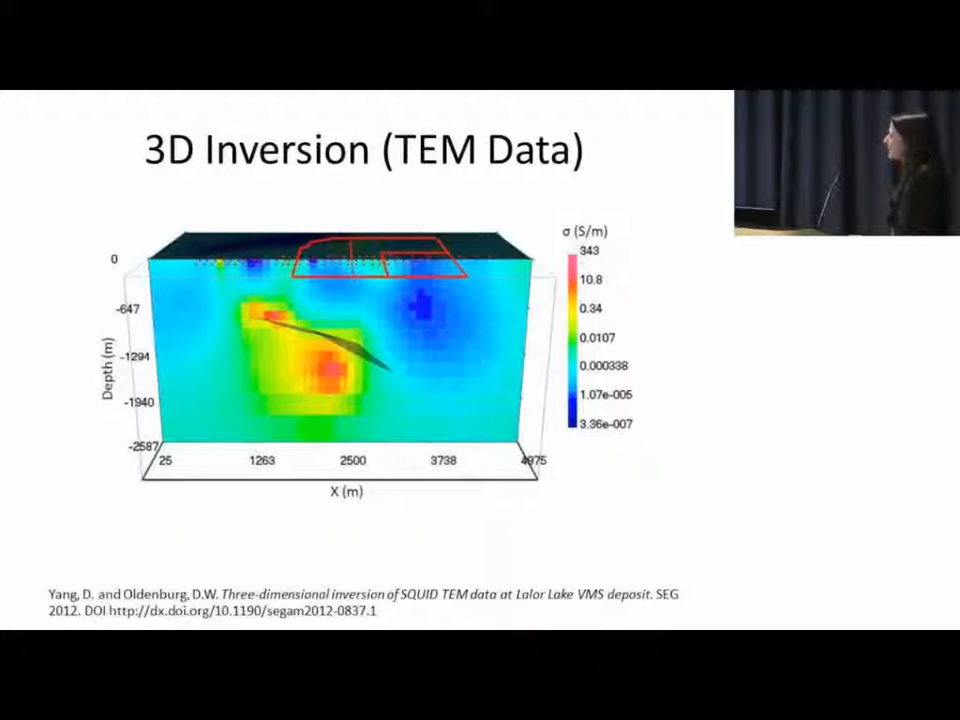 3D Inversion (TEM Data)
σ (S/m)
343
10.8
0.34
0.0107
0.000338
1.07e-005
3.36e-007
0
-647
-1294
-1940
-2587
Depth (m)
25 1263 2500 3738 4975
X (m)
Yang, D. and Oldenburg, D.W. Three-dimensional inversion of SQUID TEM data at Lalor Lake VMS deposit. SEG
2012. DOI http://dx.doi.org/10.1190/segam2012-0837.1